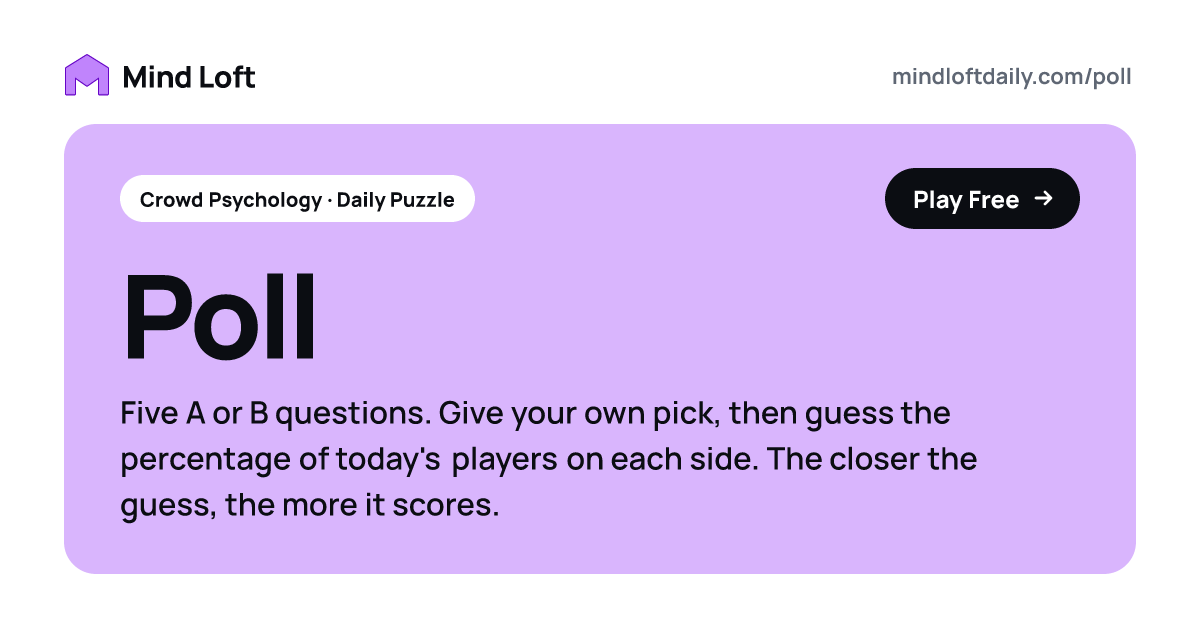 Mind Loft
mindloftdaily.com/poll
Crowd Psychology · Daily Puzzle
Play Free →
Poll
Five A or B questions. Give your own pick, then guess the
percentage of today's players on each side. The closer the
guess, the more it scores.